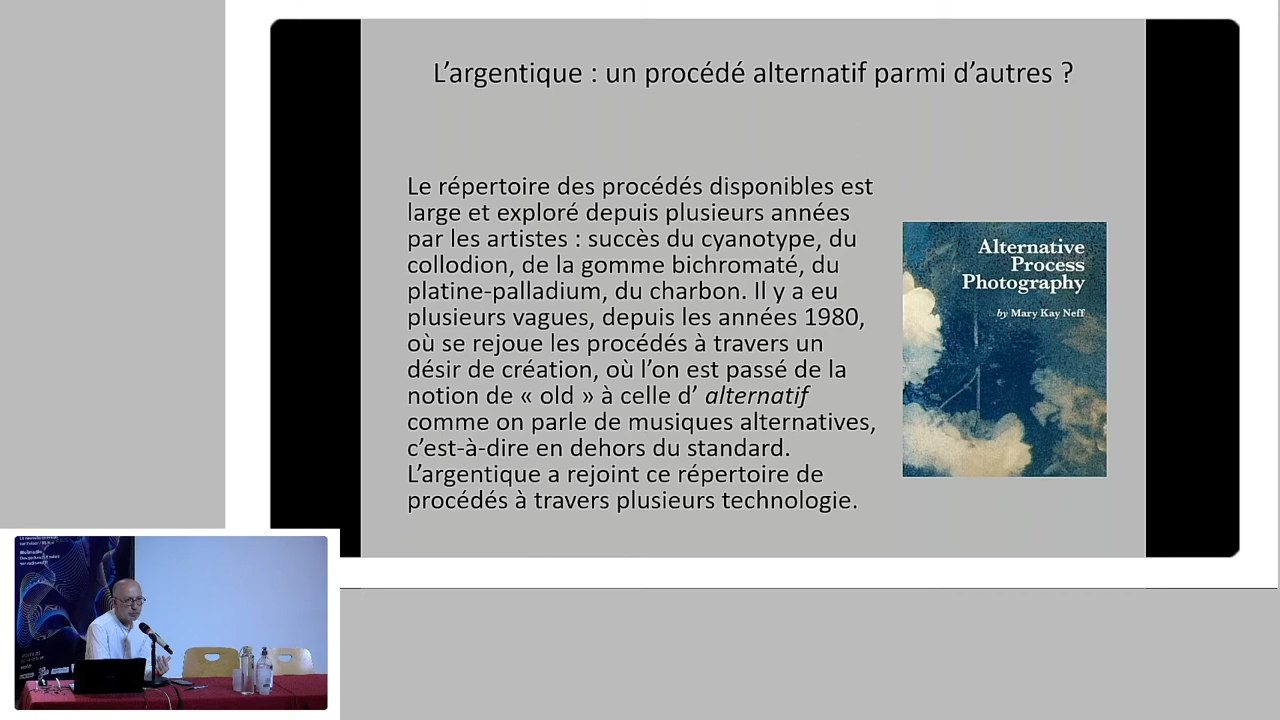 L'argentique : un procédé alternatif parmi d'autres ?
Le répertoire des procédés disponibles est
large et exploré depuis plusieurs années
par les artistes : succès du cyanotype, du
collodion, de la gomme bichromaté, du
platine-palladium, du charbon. Il y a eu
plusieurs vagues, depuis les années 1980,
où se rejoue les procédés à travers un
désir de création, où l'on est passé de la
notion de « old » à celle d' alternatif
comme on parle de musiques alternatives,
c'est-à-dire en dehors du standard.
L'argentique a rejoint ce répertoire de
procédés à travers plusieurs technologie.
Alternative
Process
Photography
by Mary Kay Neff